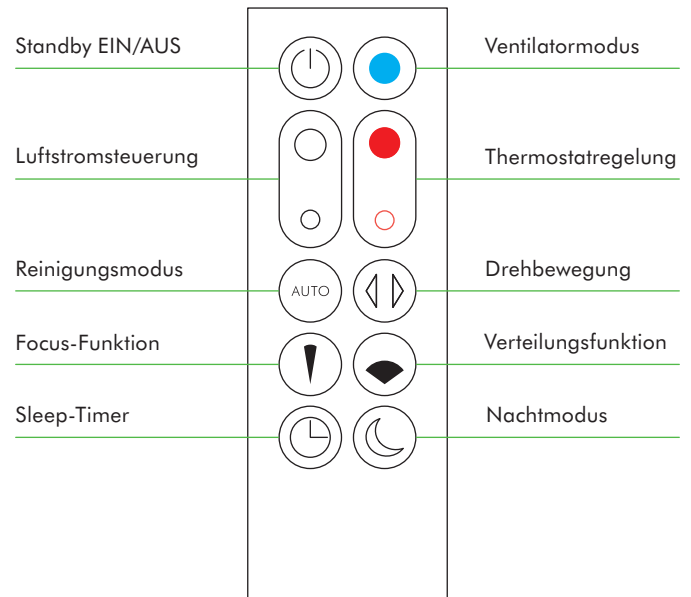 Standby EIN/AUS
Ventilatormodus
Luftstromsteuerung
Thermostatregelung
Reinigungsmodus
AUTO
Drehbewegung
Focus-Funktion
Verteilungsfunktion
Sleep-Timer
Nachtmodus